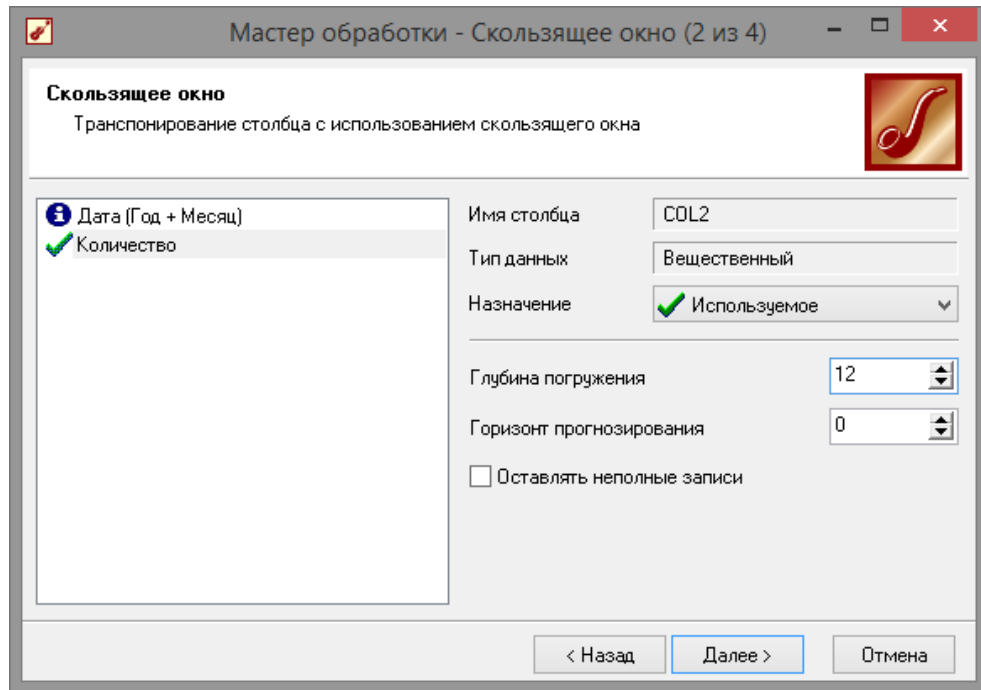 Мастер обработки - Скользящее окно (2 из 4)
Скользящее окно
Транспонирование столбца с использованием скользящего окна
Дата (Год + Месяц)
Количество
Имя столбца COL2
Тип данных Вещественный
Назначение Используемое
Глубина погружения 12
Горизонт прогнозирования 0
Оставлять неполные записи
< Назад Далее > Отмена